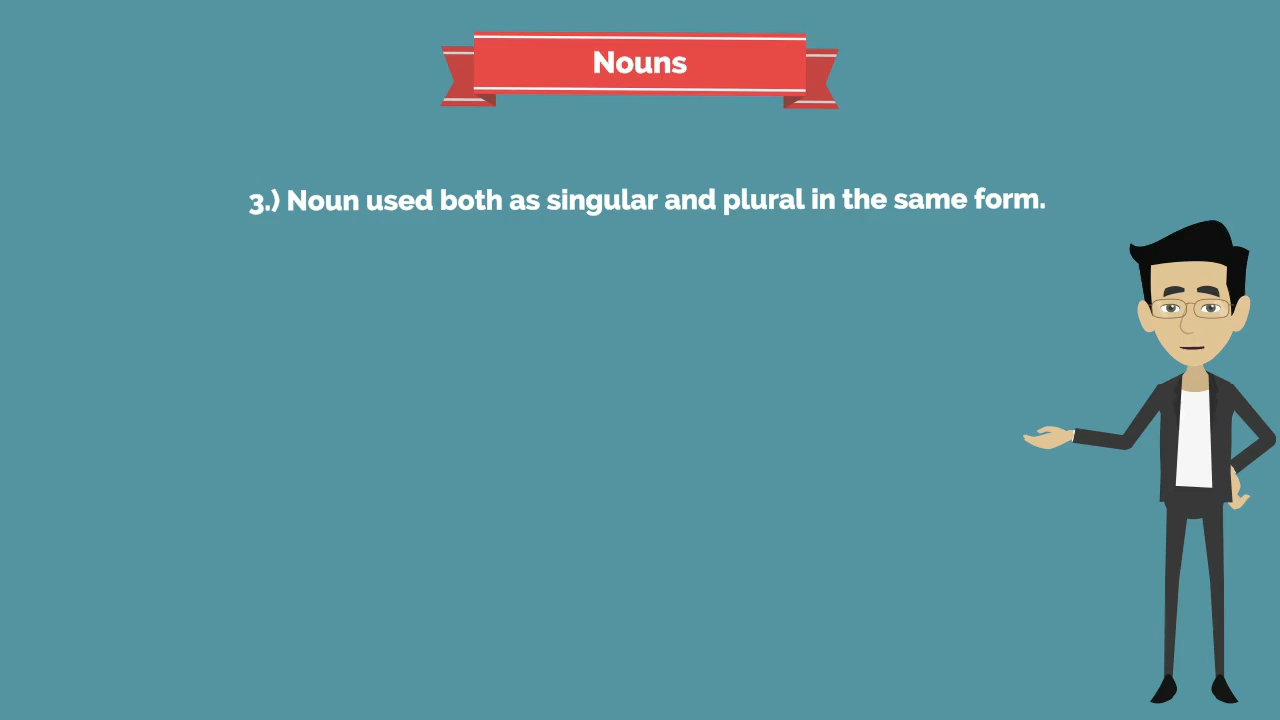 Nouns
3.) Noun used both as singular and plural in the same form.